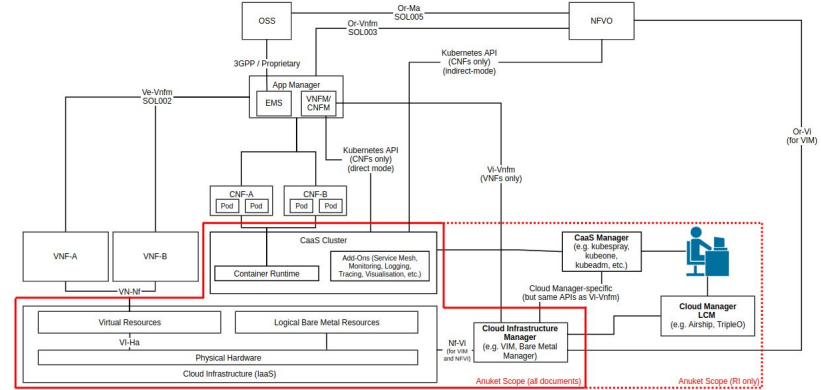 OSS
Or-Ma
SOL005
NFVO
Or-Vnfm
SOL003
3GPP / Proprietary
Kubernetes API
(CNFs only)
(indirect-mode)
App Manager
EMS
VNFM/
CNFM
Ve-Vnfm
SOL002
Or-Vi
(for VIM)
Kubernetes API
(CNFs only)
(direct mode)
Vi-Vnfm
(VNFs only)
CNF-A
Pod
Pod
CNF-B
Pod
Pod
VNF-A
VNF-B
CaaS Cluster
Container Runtime
Add-Ons (Service Mesh,
Monitoring, Logging,
Tracing, Visualisation, etc.)
CaaS Manager
(e.g. kubespray,
kubeone,
kubeadm, etc.)
VN-Nf
Cloud Manager-specific
(but same APIs as Vi-Vnfm)
Virtual Resources
Logical Bare Metal Resources
Cloud Manager
LCM
(e.g. Airship, TripleO)
Cloud Infrastructure
Manager
(e.g. VIM, Bare Metal
Manager)
VI-Ha
Nf-Vi
(for VIM
and NFVI)
Physical Hardware
Cloud Infrastructure (IaaS)
Anuket Scope (all documents)
Anuket Scope (RI only)